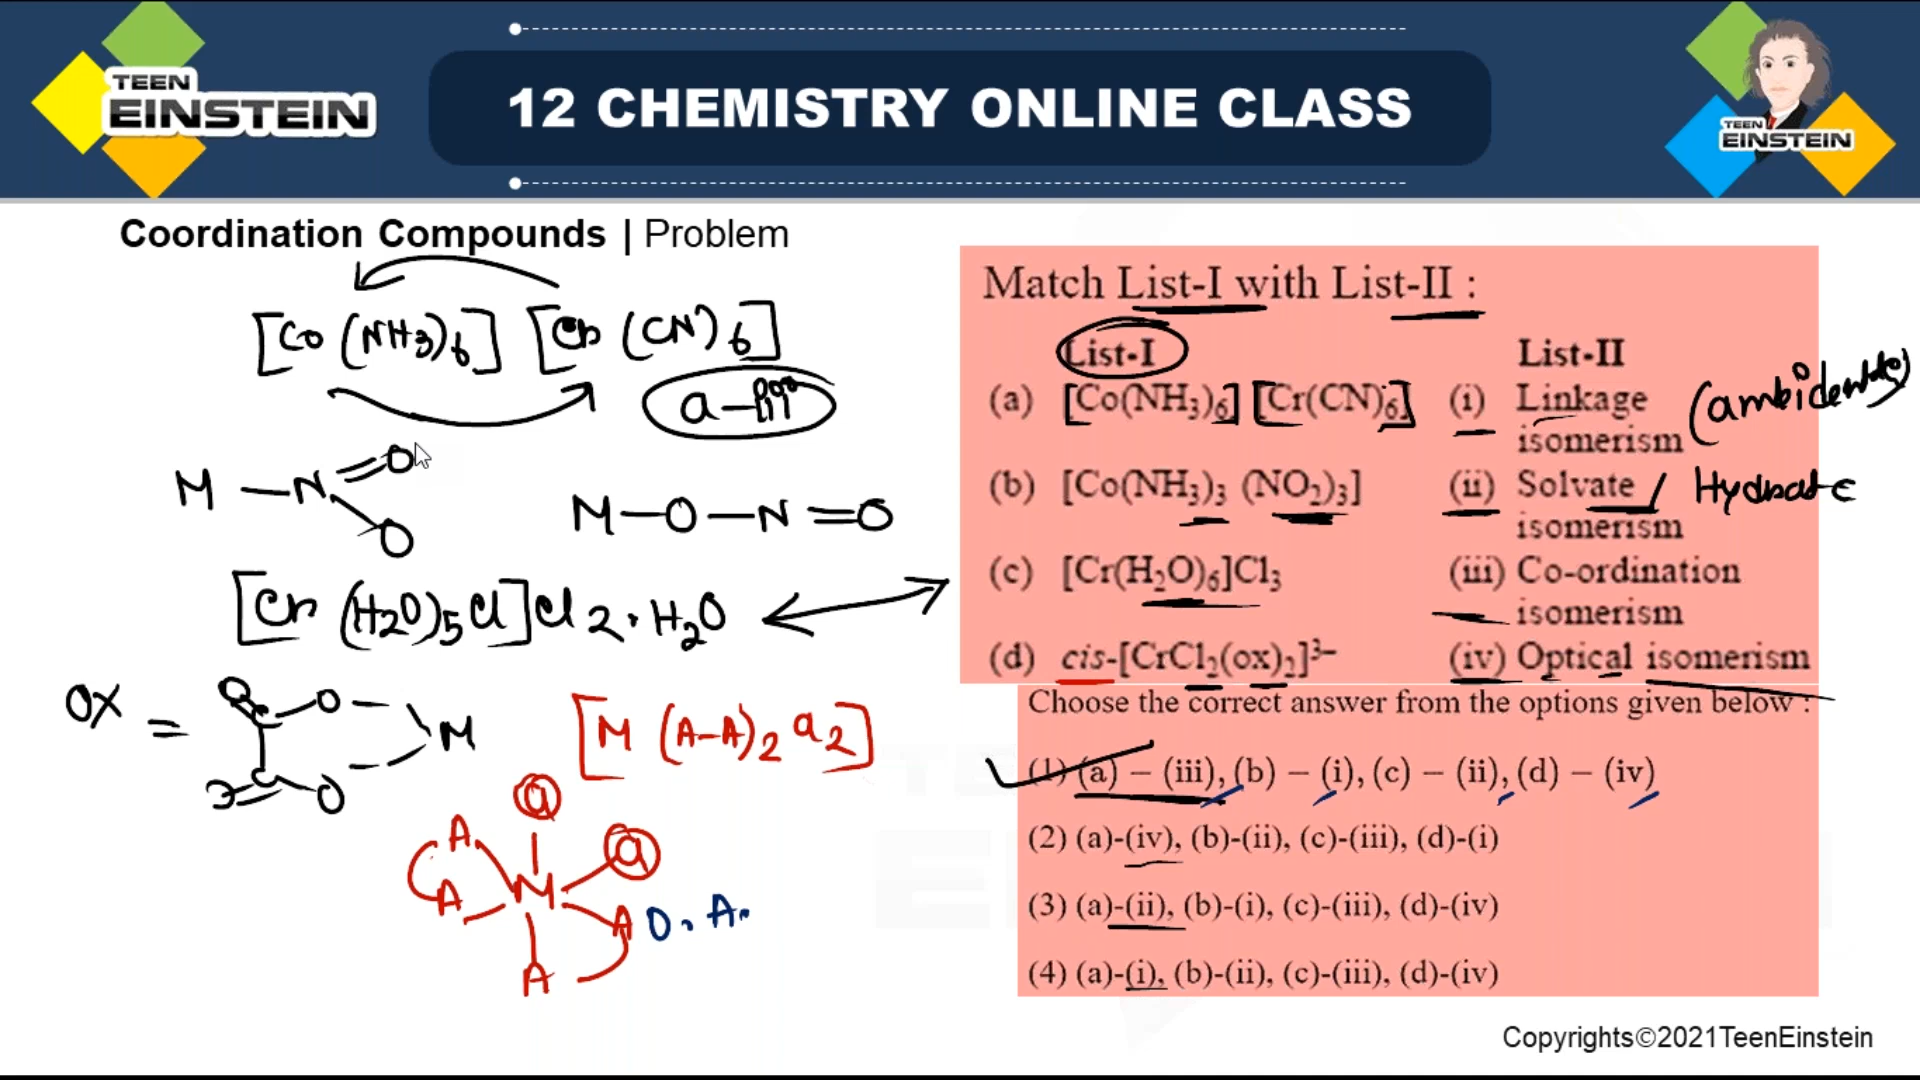 TEEN
EINSTEIN
12 CHEMISTRY ONLINE CLASS
TEEN
EINSTEIN
Coordination Compounds | Problem
[Co (NH3)6] [Cr (CN)6]
a – iii
M – N = O
O
M – O – N = O
[Cr (H2O)5 Cl] Cl2 . H2O
OX =
O
O
M
O
O
[M (A–A)2 a2]
a
A
a
M
A
A
O. A.
A
Match List-I with List-II :
List-I List-II
(a) [Co(NH₃)₆] [Cr(CN)₆] (i) Linkage
isomerism
(ambidentate)
(b) [Co(NH₃)₃ (NO₂)₃] (ii) Solvate / Hydrate
isomerism
(c) [Cr(H₂O)₆]Cl₃ (iii) Co-ordination
isomerism
(d) cis-[CrCl₂(ox)₂]³⁻ (iv) Optical isomerism
Choose the correct answer from the options given below :
(1) (a) – (iii), (b) – (i), (c) – (ii), (d) – (iv)
(2) (a)-(iv), (b)-(ii), (c)-(iii), (d)-(i)
(3) (a)-(ii), (b)-(i), (c)-(iii), (d)-(iv)
(4) (a)-(i), (b)-(ii), (c)-(iii), (d)-(iv)
Copyrights©2021TeenEinstein